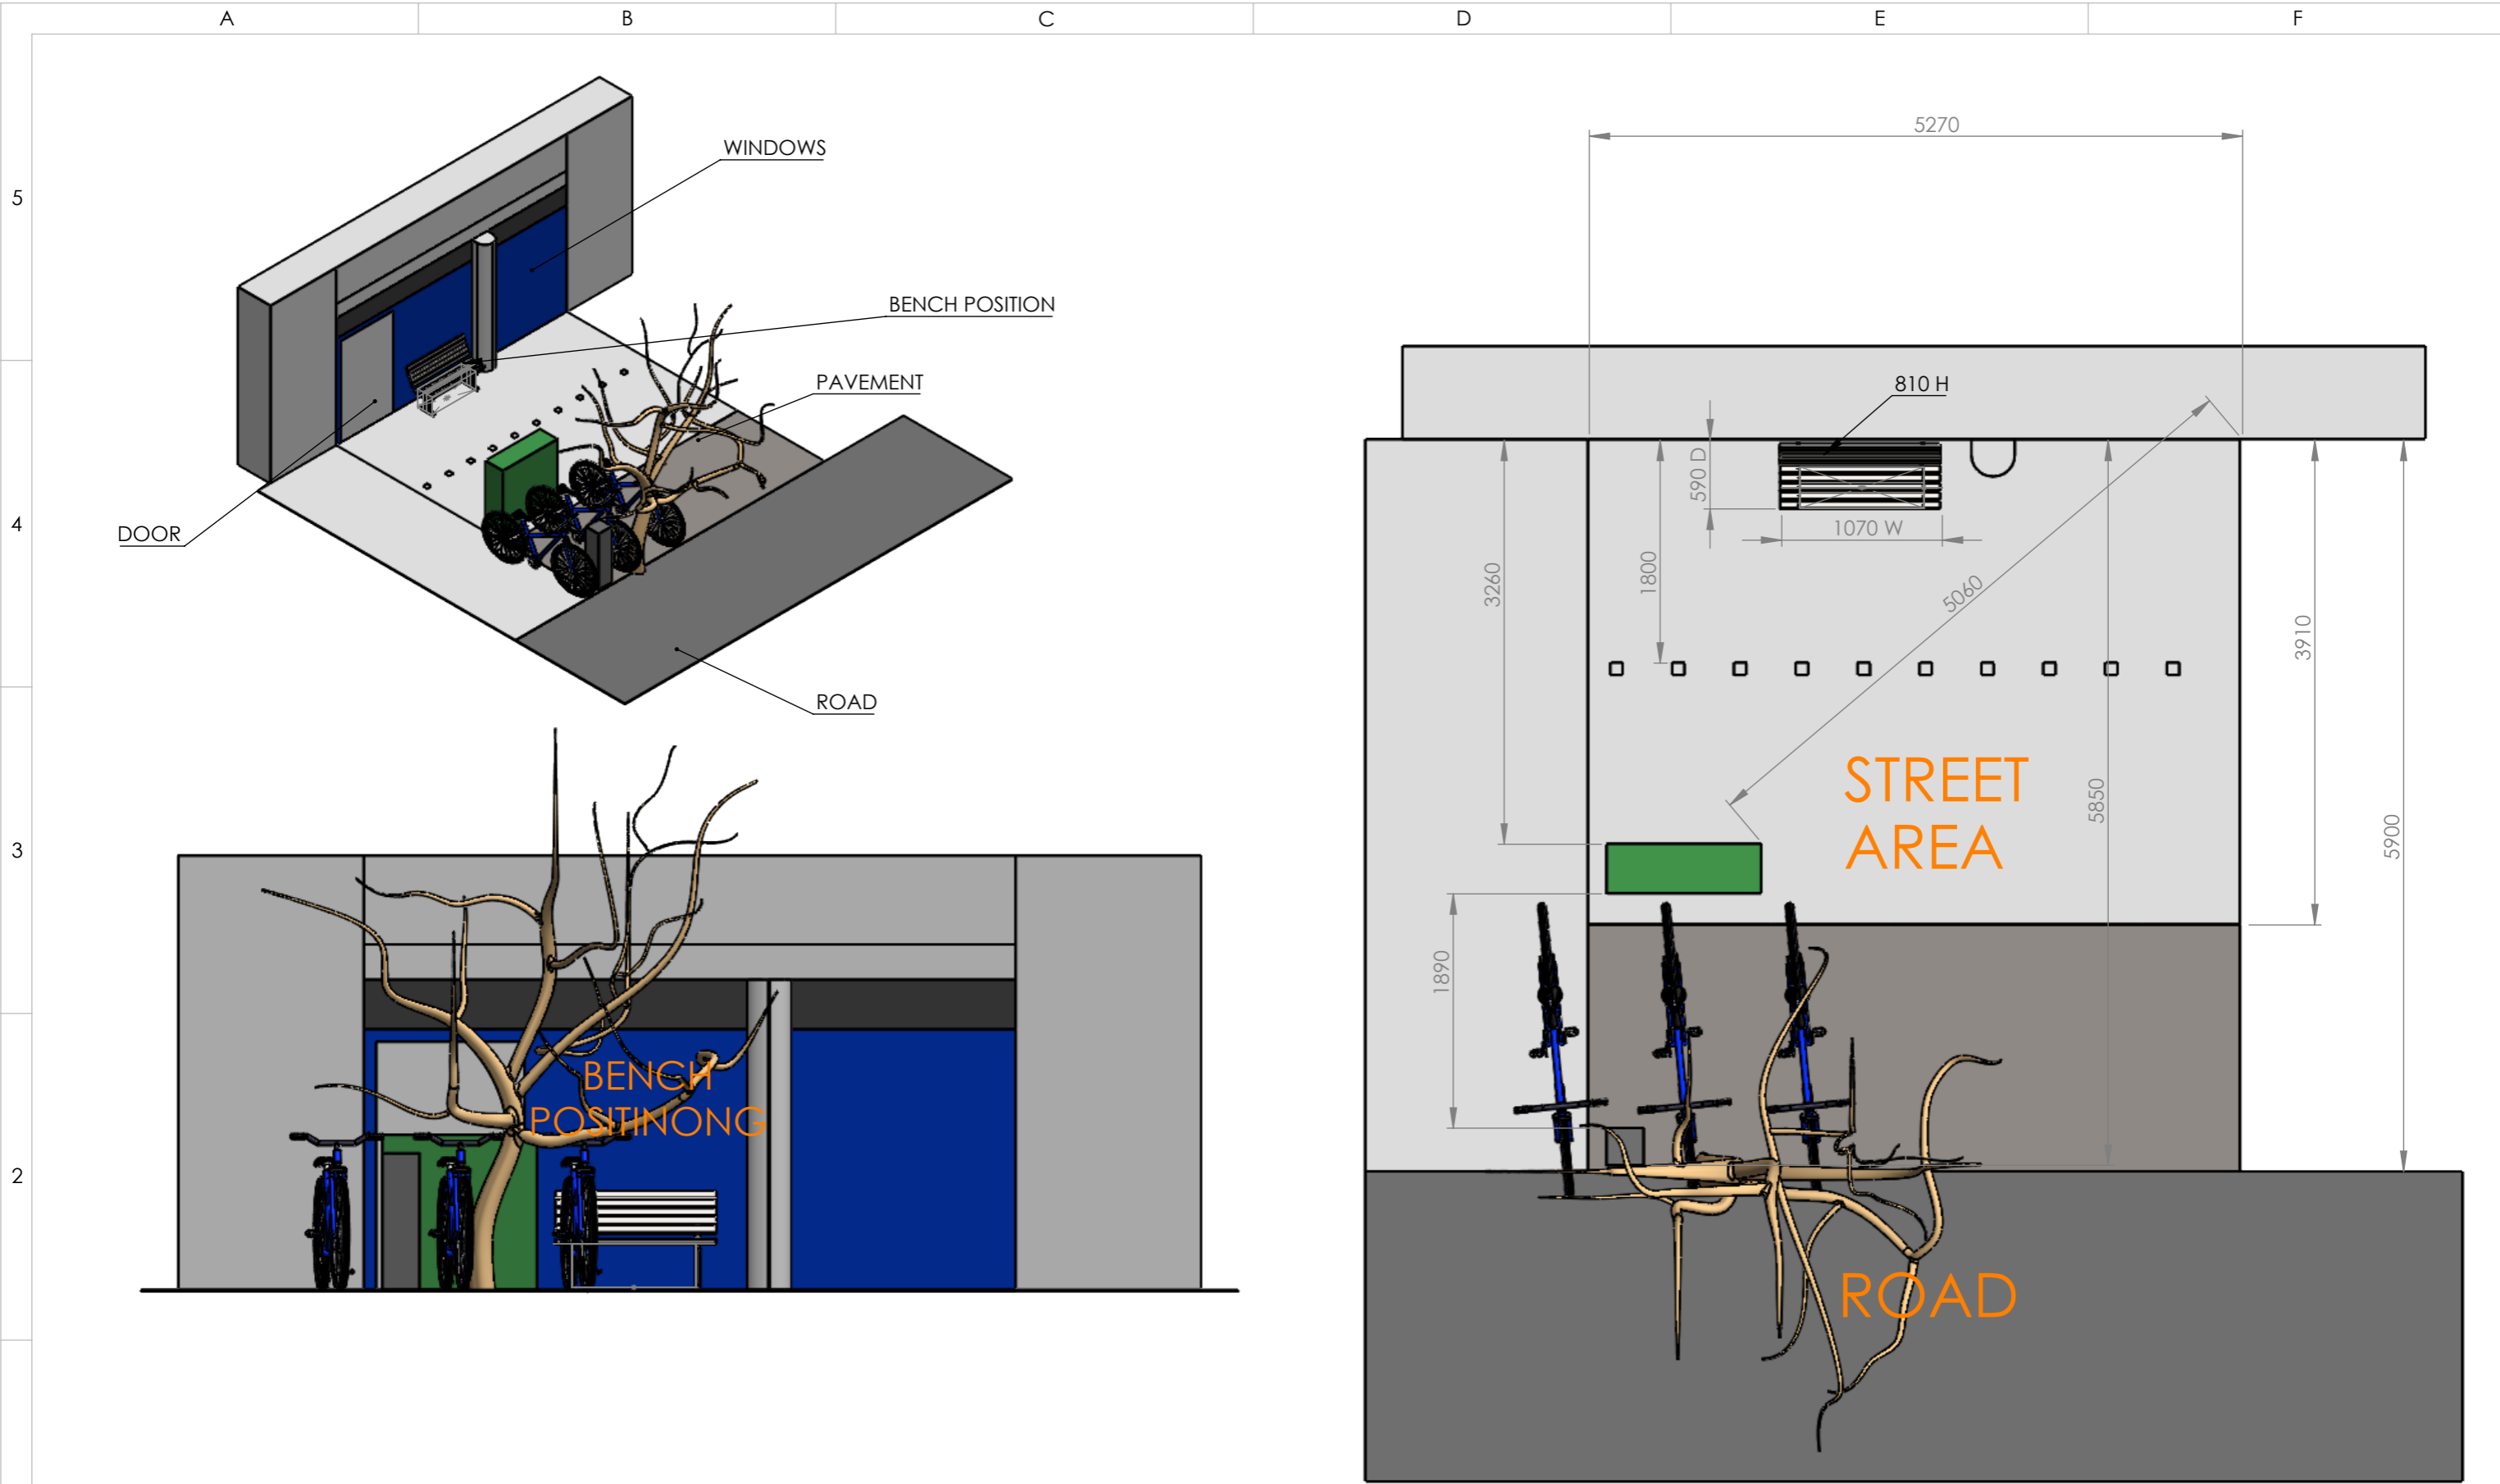 A
B
C
D
E
F
5
4
3
2
WINDOWS
BENCH POSITION
PAVEMENT
DOOR
ROAD
BENCH
POSITINONG
5270
810 H
590 D
1070 W
3260
1800
5060
3910
5850
5900
1890
STREET
AREA
ROAD